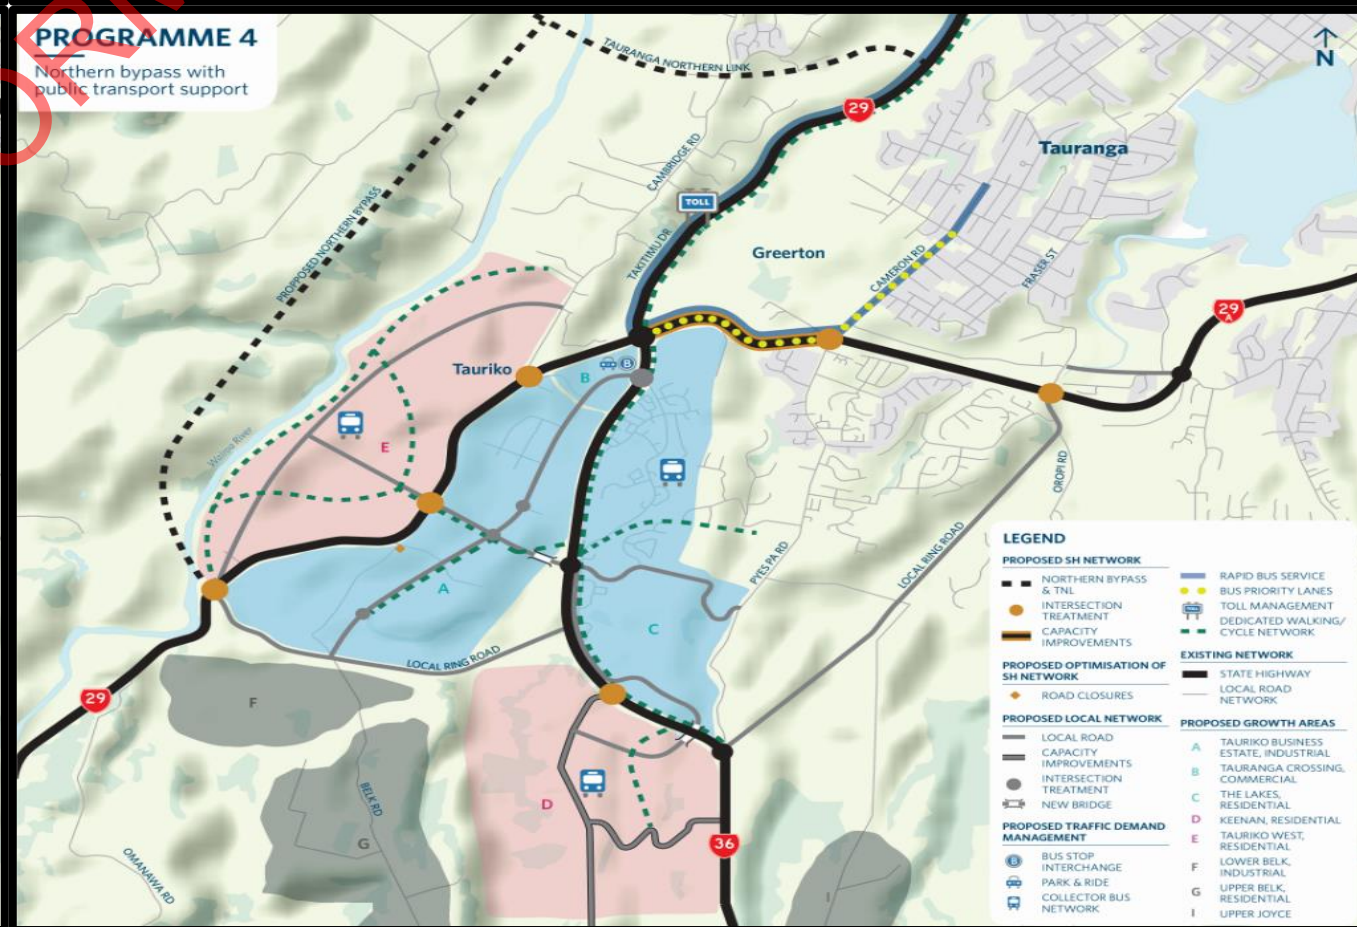 PROGRAMME 4
Northern bypass with
public transport support
TAURANGA NORTHERN LINK
N
29
Tauranga
CAMBRIDGE RD
TOLL
PROPPOSED NORTHERN BYPASS
TAKITIMU DR
Greerton
CAMERON RD
FRASER ST
29
A
Tauriko
B
B
Wairoa River
E
OROPI RD
LOCAL RING ROAD
PYES PA RD
A
C
LOCAL RING ROAD
29
F
BELK RD
D
G
36
OMANAWA RD
I
LEGEND
PROPOSED SH NETWORK
NORTHERN BYPASS
& TNL
INTERSECTION
TREATMENT
CAPACITY
IMPROVEMENTS
PROPOSED OPTIMISATION OF
SH NETWORK
ROAD CLOSURES
PROPOSED LOCAL NETWORK
LOCAL ROAD
CAPACITY
IMPROVEMENTS
INTERSECTION
TREATMENT
NEW BRIDGE
PROPOSED TRAFFIC DEMAND
MANAGEMENT
B
BUS STOP
INTERCHANGE
PARK & RIDE
COLLECTOR BUS
NETWORK
RAPID BUS SERVICE
BUS PRIORITY LANES
TOLL MANAGEMENT
DEDICATED WALKING/
CYCLE NETWORK
EXISTING NETWORK
STATE HIGHWAY
LOCAL ROAD
NETWORK
PROPOSED GROWTH AREAS
A TAURIKO BUSINESS
ESTATE, INDUSTRIAL
B TAURANGA CROSSING,
COMMERCIAL
C THE LAKES,
RESIDENTIAL
D KEENAN, RESIDENTIAL
E TAURIKO WEST,
RESIDENTIAL
F LOWER BELK,
INDUSTRIAL
G UPPER BELK,
RESIDENTIAL
I UPPER JOYCE